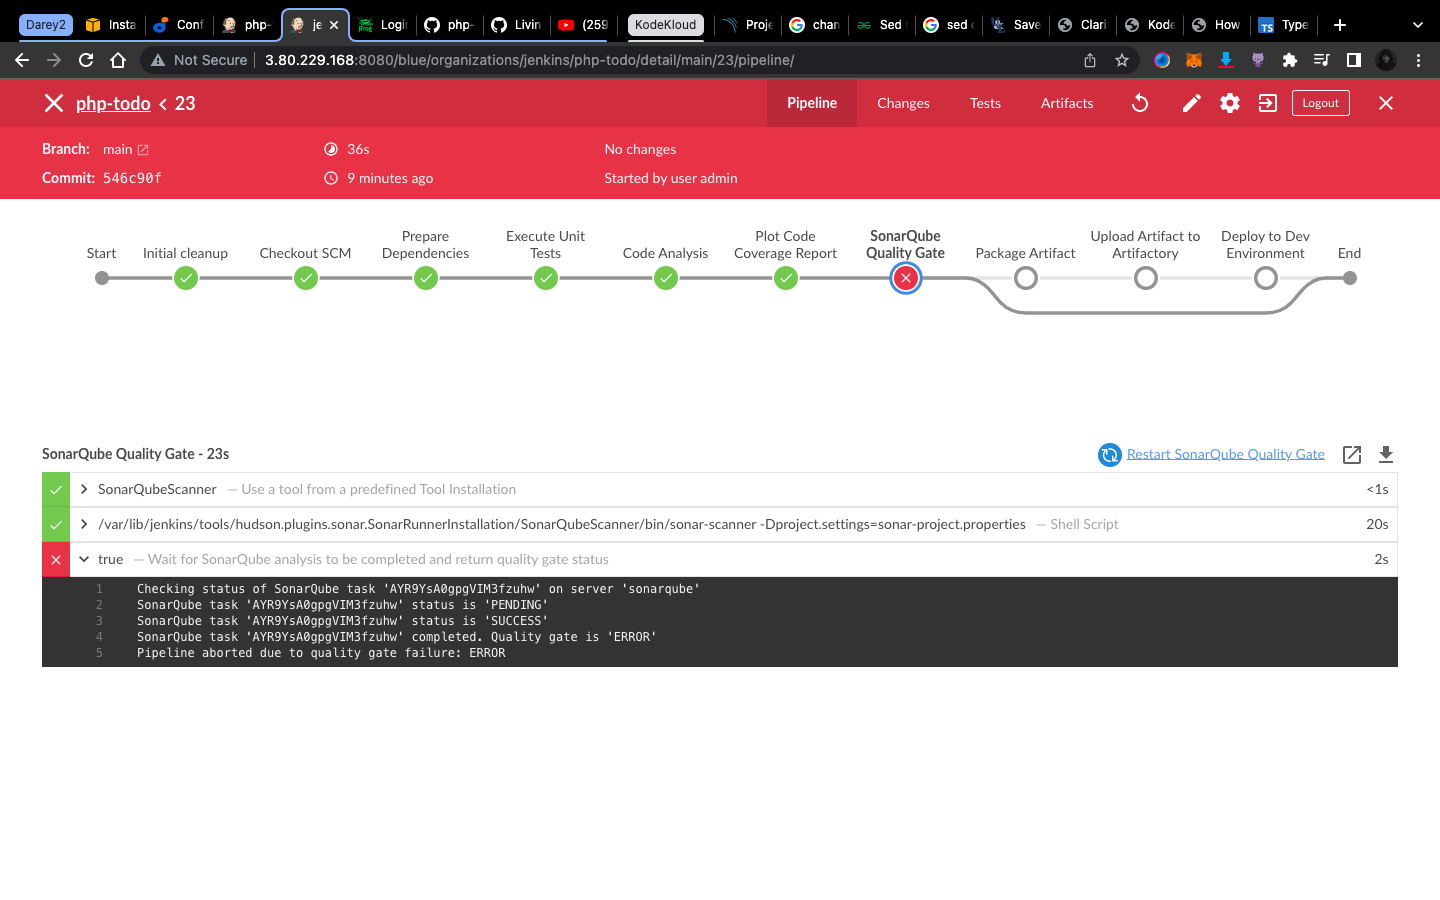 Darey2 Insta Conf php- je Login php- Livin (259 KodeKloud Proje chan Sed sed c Save Clari Kode How Type
Not Secure 3.80.229.168:8080/blue/organizations/jenkins/php-todo/detail/main/23/pipeline/
php-todo < 23 Pipeline Changes Tests Artifacts Logout
Branch: main 36s No changes
Commit: 546c90f 9 minutes ago Started by user admin
Start
Initial cleanup
Checkout SCM
Prepare
Dependencies
Execute Unit
Tests
Code Analysis
Plot Code
Coverage Report
SonarQube
Quality Gate
Package Artifact
Upload Artifact to
Artifactory
Deploy to Dev
Environment
End
SonarQube Quality Gate - 23s Restart SonarQube Quality Gate
SonarQubeScanner — Use a tool from a predefined Tool Installation <1s
/var/lib/jenkins/tools/hudson.plugins.sonar.SonarRunnerInstallation/SonarQubeScanner/bin/sonar-scanner -Dproject.settings=sonar-project.properties — Shell Script 20s
true — Wait for SonarQube analysis to be completed and return quality gate status 2s
1 Checking status of SonarQube task 'AYR9YsA0gpgVIM3fzuhw' on server 'sonarqube'
2 SonarQube task 'AYR9YsA0gpgVIM3fzuhw' status is 'PENDING'
3 SonarQube task 'AYR9YsA0gpgVIM3fzuhw' status is 'SUCCESS'
4 SonarQube task 'AYR9YsA0gpgVIM3fzuhw' completed. Quality gate is 'ERROR'
5 Pipeline aborted due to quality gate failure: ERROR